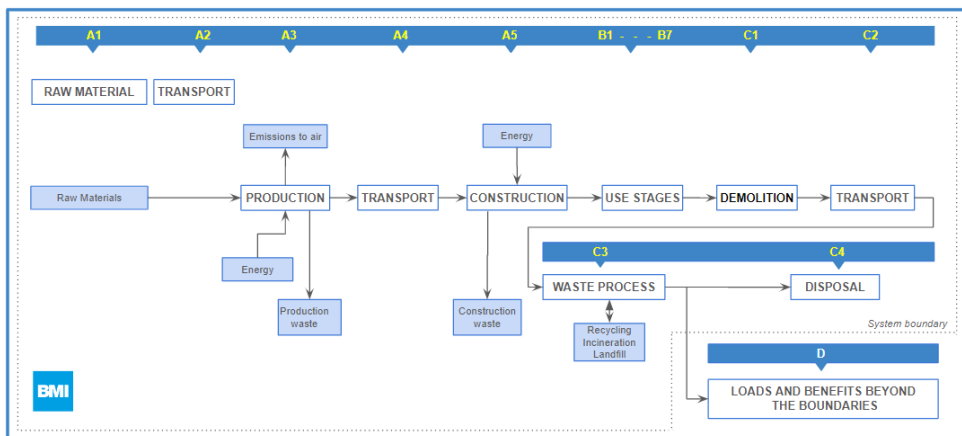 A1 A2 A3 A4 A5 B1 - - - B7 C1 C2
RAW MATERIAL TRANSPORT
Emissions to air Energy
Raw Materials PRODUCTION TRANSPORT CONSTRUCTION USE STAGES DEMOLITION TRANSPORT
C3 C4
Energy
WASTE PROCESS DISPOSAL
Production
waste
Construction
waste
Recycling
Incineration
Landfill
System boundary
D
LOADS AND BENEFITS BEYOND
THE BOUNDARIES
BMI